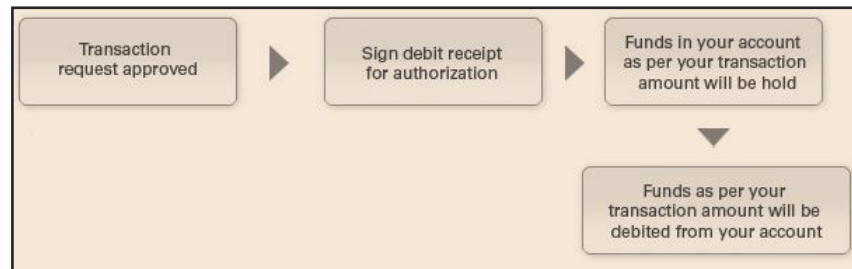 Transaction
request approved
Sign debit receipt
for authorization
Funds in your account
as per your transaction
amount will be hold
Funds as per your
transaction amount will be
debited from your account